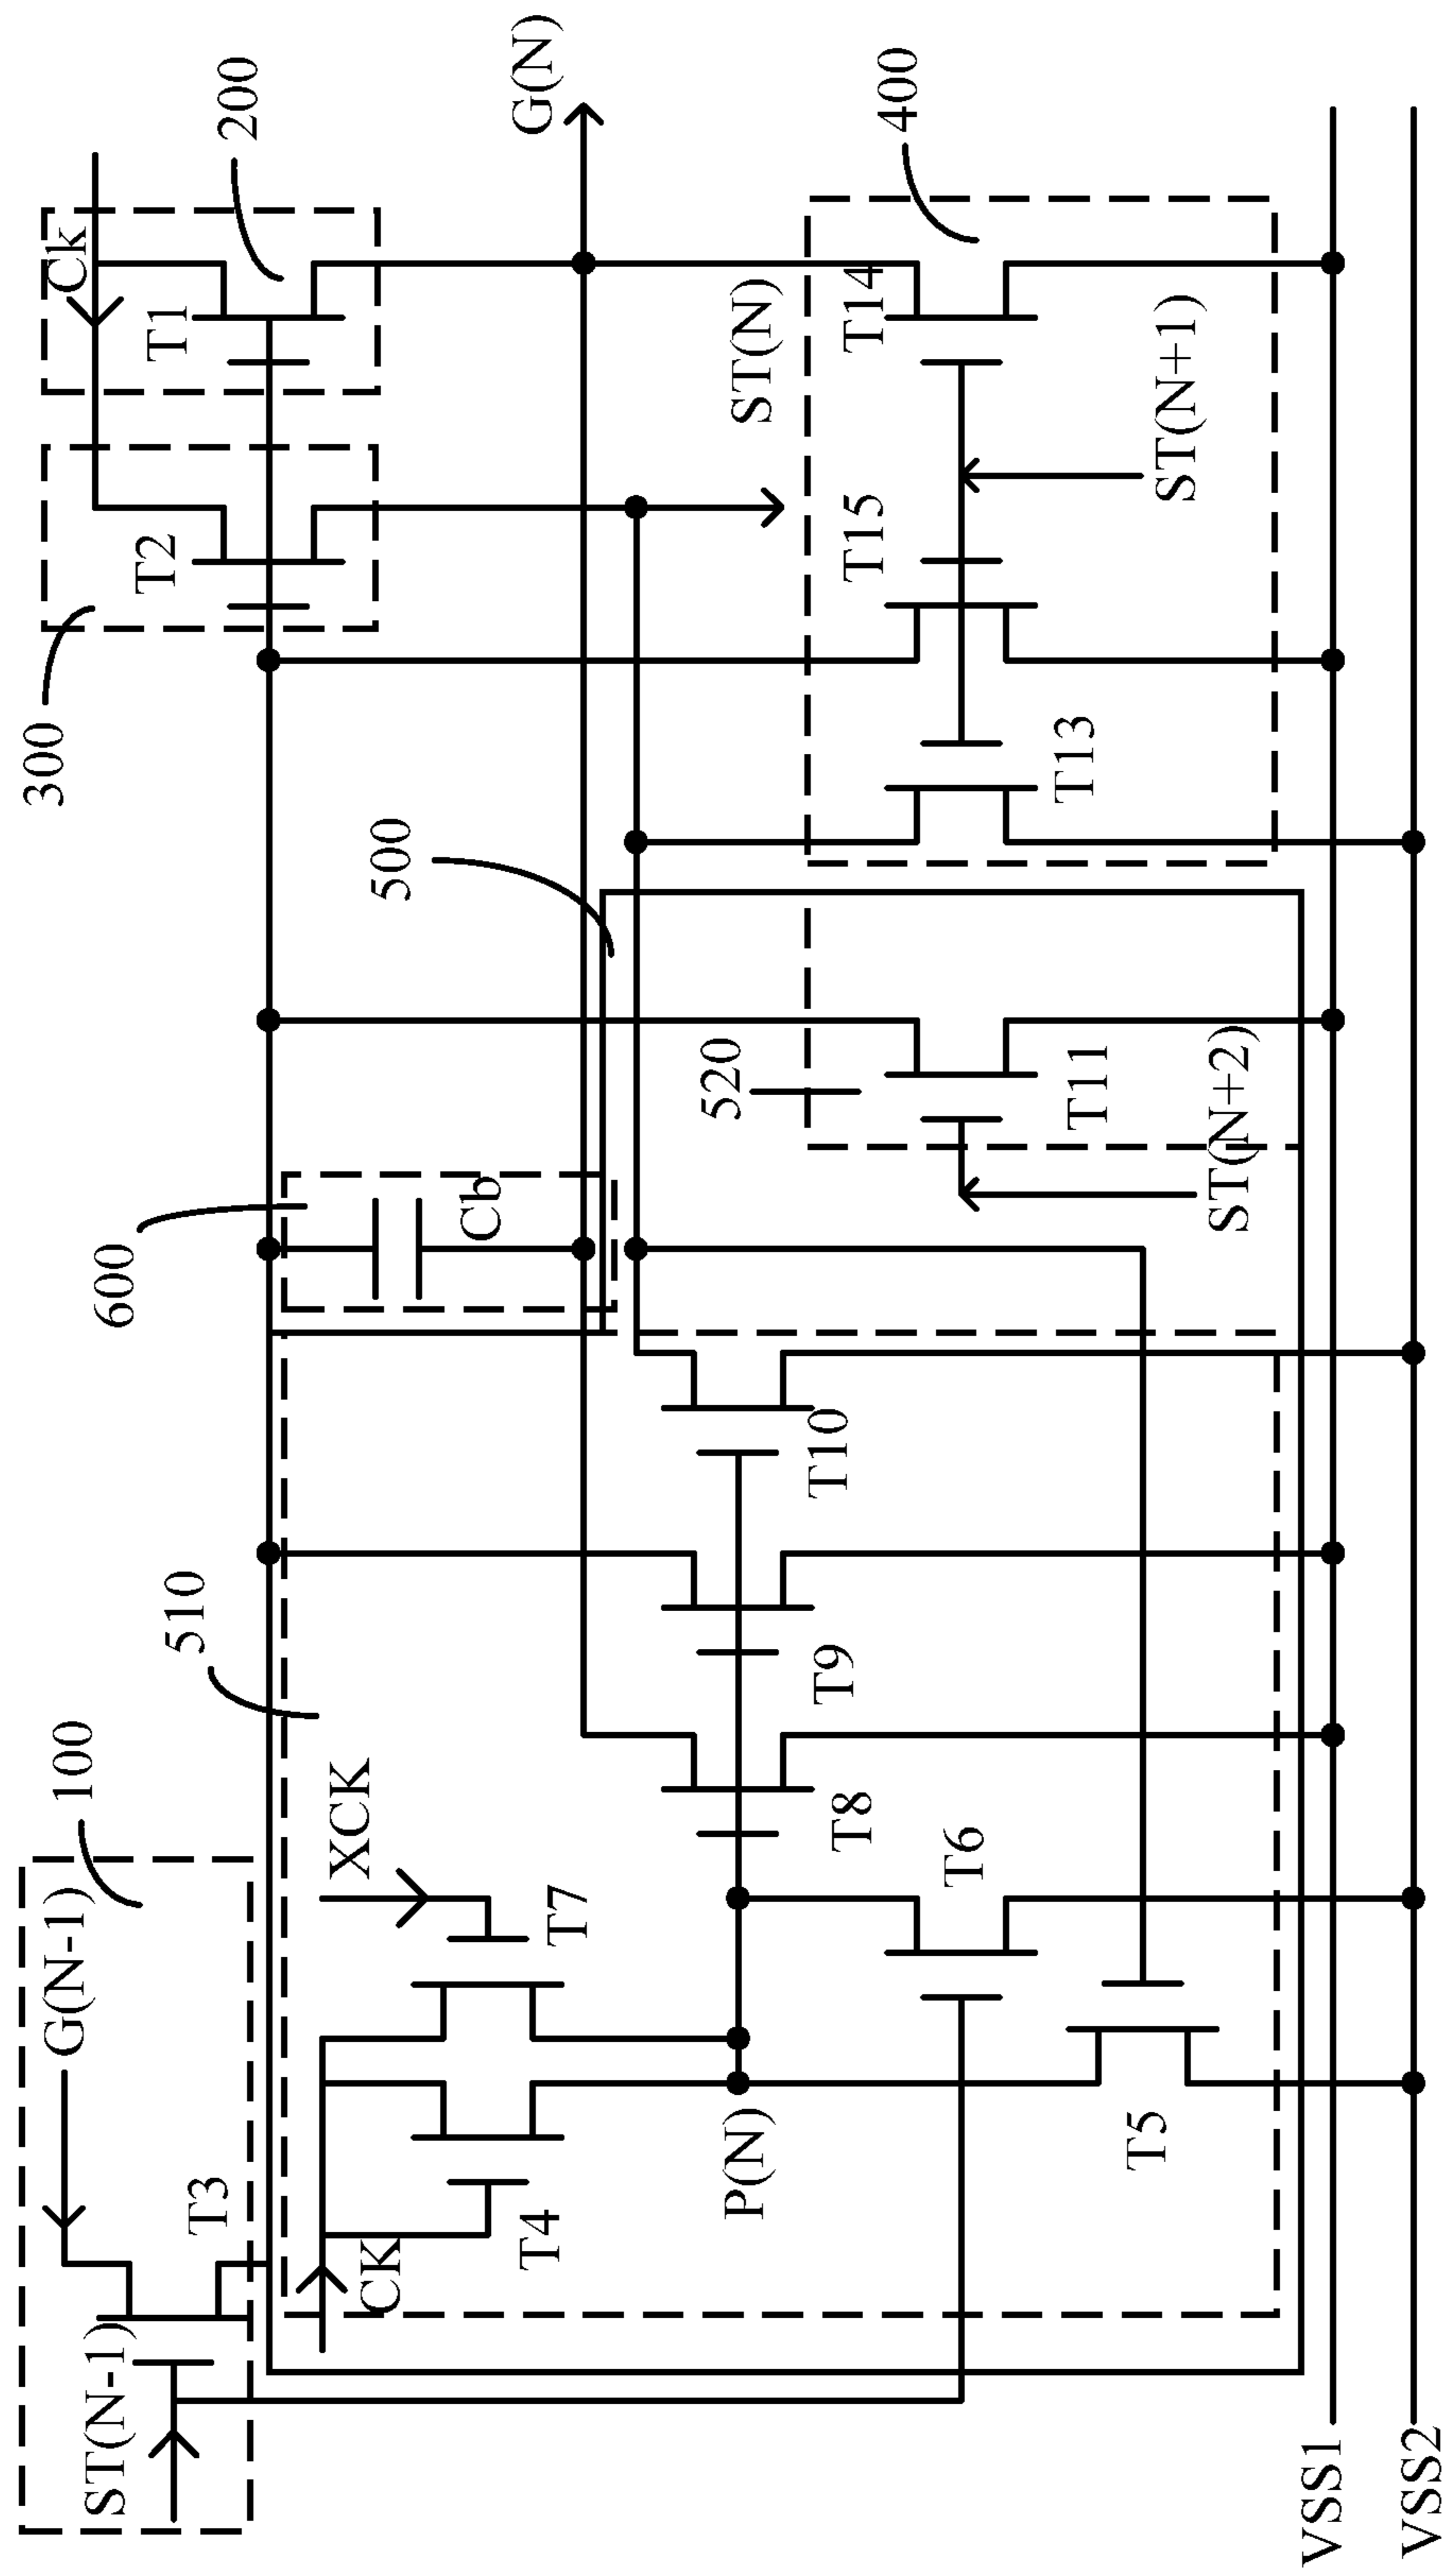 100
G(N-1)
ST(N-1)
T3
510
CK
T4
XCK
T7
P(N)
T5
T6
T8
T9
T10
600
Cb
500
520
T11
ST(N+2)
300
T2
Ck
T1
200
G(N)
ST(N)
400
T13
T15
T14
ST(N+1)
VSS1
VSS2